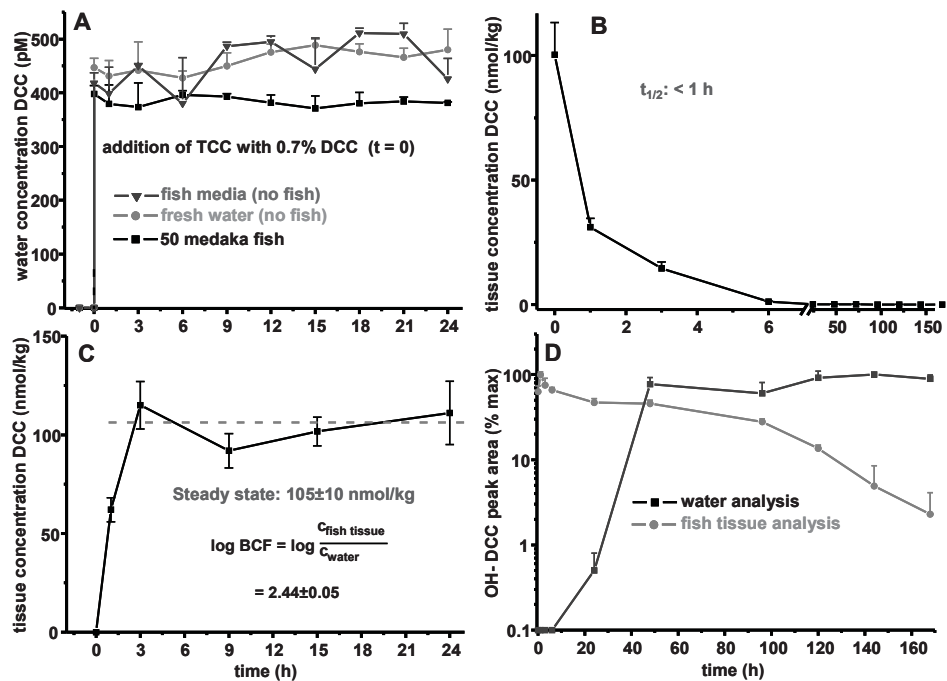 A
water concentration DCC (pM)
500
400
300
200
100
0
addition of TCC with 0.7% DCC (t = 0)
fish media (no fish)
fresh water (no fish)
50 medaka fish
0 3 6 9 12 15 18 21 24
B
tissue concentration DCC (nmol/kg)
100
50
0
t1/2: < 1 h
0 2 4 6 50 100 150
C
tissue concentration DCC (nmol/kg)
150
100
50
0
Steady state: 105±10 nmol/kg
log BCF = log cfish tissue
cwater
= 2.44±0.05
0 3 6 9 12 15 18 21 24
time (h)
D
OH- DCC peak area (% max)
100
10
1
0.1
water analysis
fish tissue analysis
0 20 40 60 80 100 120 140 160
time (h)